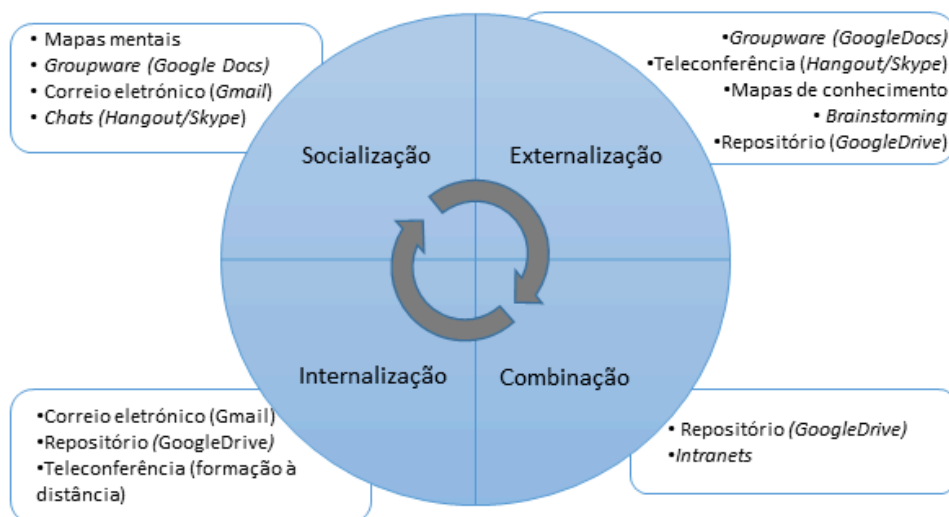 • Mapas mentais
• Groupware (Google Docs)
• Correio eletrónico (Gmail)
• Chats (Hangout/Skype)
•Groupware (GoogleDocs)
•Teleconferência (Hangout/Skype)
•Mapas de conhecimento
• Brainstorming
•Repositório (GoogleDrive)
Socialização
Externalização
Internalização
Combinação
•Correio eletrónico (Gmail)
•Repositório (GoogleDrive)
•Teleconferência (formação à
distância)
• Repositório (GoogleDrive)
•Intranets